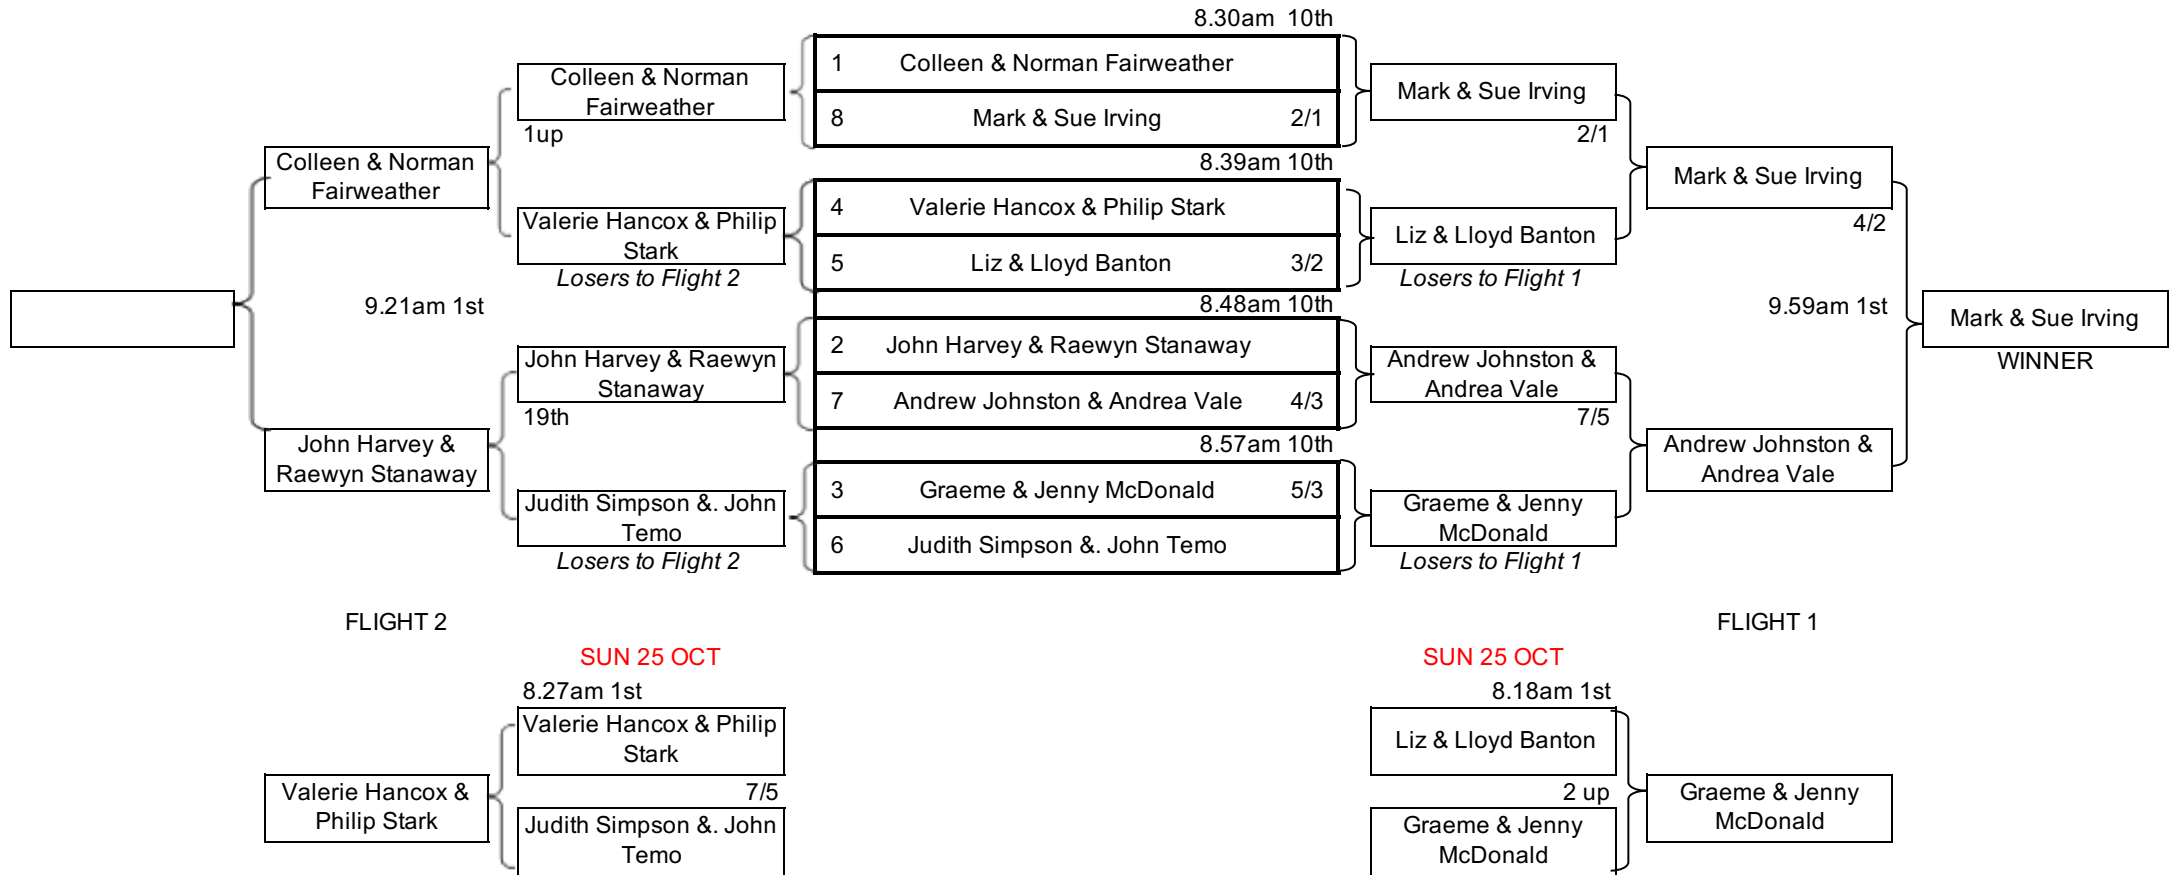 8.30am 10th
1 Colleen & Norman Fairweather
Colleen & Norman
Fairweather
Mark & Sue Irving
8 Mark & Sue Irving 2/1
1up
2/1
Colleen & Norman
Fairweather
8.39am 10th
Mark & Sue Irving
4 Valerie Hancox & Philip Stark
Valerie Hancox & Philip
Stark
4/2
Liz & Lloyd Banton
5 Liz & Lloyd Banton 3/2
Losers to Flight 2
Losers to Flight 1
9.21am 1st
8.48am 10th
9.59am 1st
Mark & Sue Irving
WINNER
2 John Harvey & Raewyn Stanaway
John Harvey & Raewyn
Stanaway
Andrew Johnston &
Andrea Vale
7 Andrew Johnston & Andrea Vale 4/3
19th
7/5
John Harvey &
Raewyn Stanaway
8.57am 10th
Andrew Johnston &
Andrea Vale
3 Graeme & Jenny McDonald 5/3
Judith Simpson &. John
Temo
Graeme & Jenny
McDonald
6 Judith Simpson &. John Temo
Losers to Flight 2
Losers to Flight 1
FLIGHT 2
FLIGHT 1
SUN 25 OCT
SUN 25 OCT
8.27am 1st
8.18am 1st
Valerie Hancox & Philip
Stark
Liz & Lloyd Banton
Valerie Hancox &
Philip Stark
7/5
2 up
Graeme & Jenny
McDonald
Judith Simpson &. John
Temo
Graeme & Jenny
McDonald